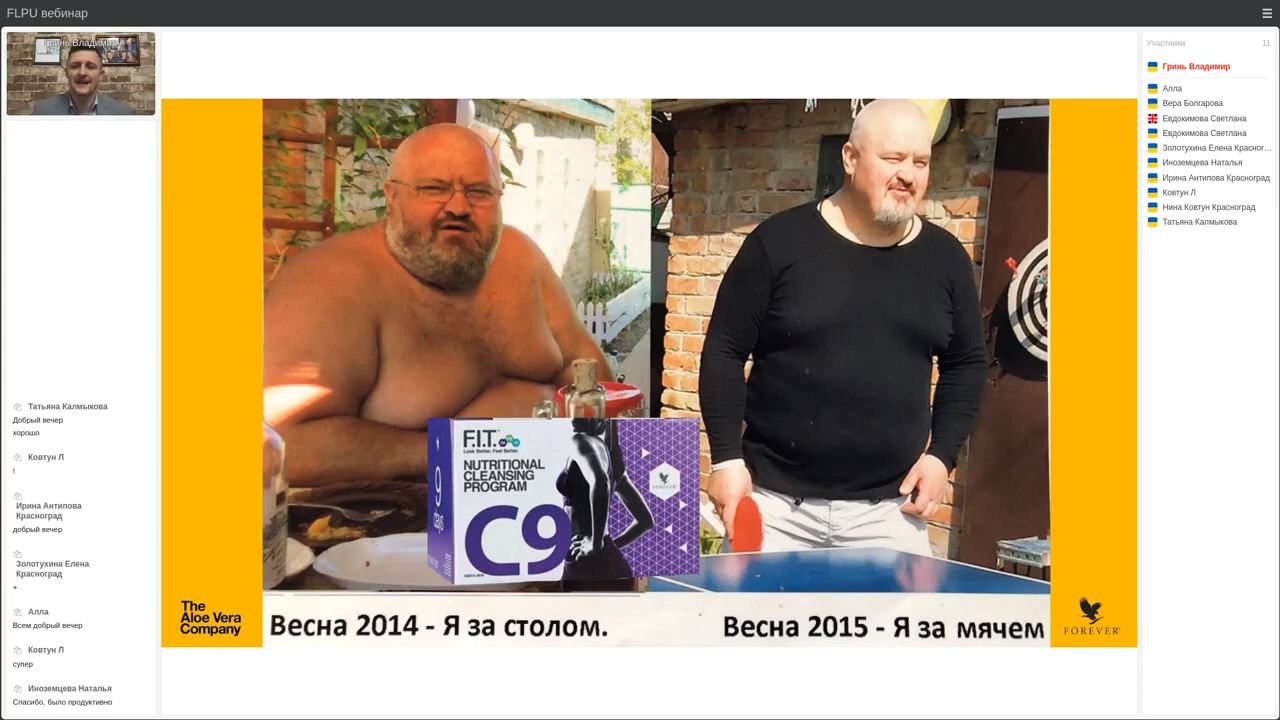 FLPU вебинар
Гринь Владимир
Татьяна Калмыкова
Добрый вечер
хорошо
Ковтун Л
!
Ирина Антипова
Красноград
добрый вечер
Золотухина Елена
Красноград
+
Алла
Всем добрый вечер
Ковтун Л
супер
Иноземцева Наталья
Спасибо, было продуктивно
F.I.T.
Look Better. Feel Better.
NUTRITIONAL
CLEANSING
PROGRAM
C9
9
days
FOREVER
The
Aloe Vera
Company
Весна 2014 - Я за столом.
Весна 2015 - Я за мячем
FOREVER
Участники 11
Гринь Владимир
Алла
Вера Болгарова
Евдокимова Светлана
Евдокимова Светлана
Золотухина Елена Красног…
Иноземцева Наталья
Ирина Антипова Красноград
Ковтун Л
Нина Ковтун Красноград
Татьяна Калмыкова